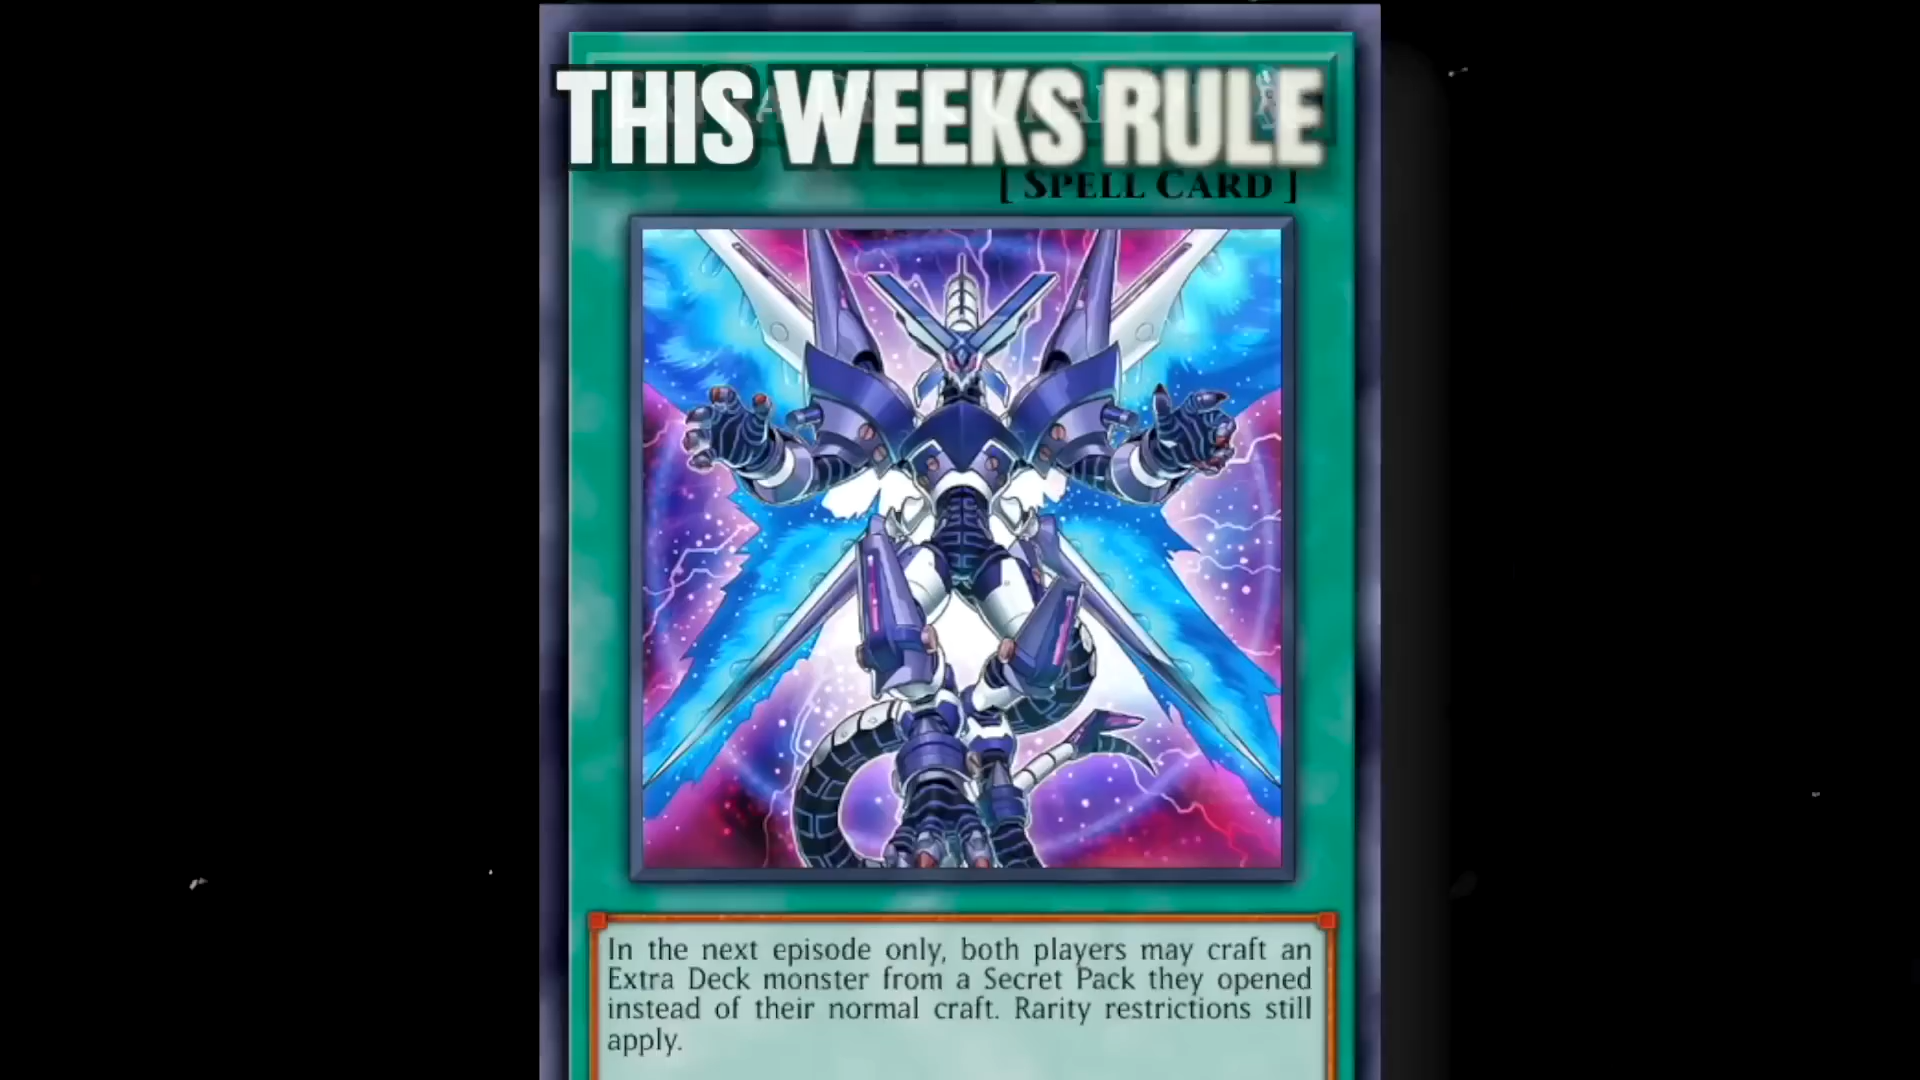 THIS WEEKS RULE
[ SPELL CARD ]
In the next episode only, both players may craft an
Extra Deck monster from a Secret Pack they opened
instead of their normal craft. Rarity restrictions still
apply.